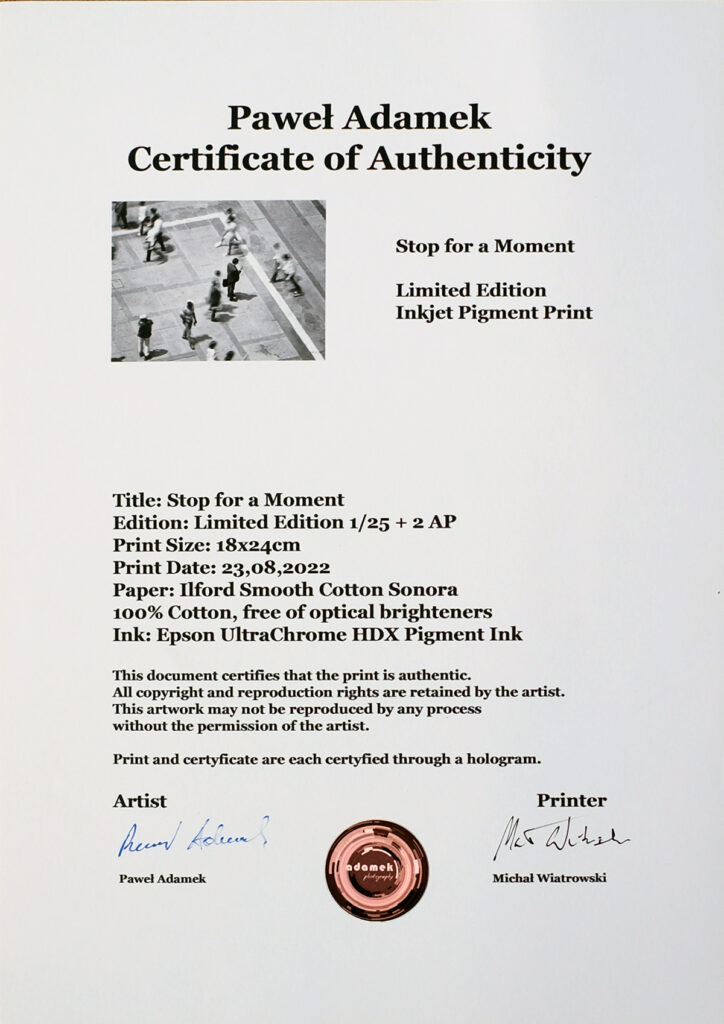 Paweł Adamek
Certificate of Authenticity
Stop for a Moment
Limited Edition
Inkjet Pigment Print
Title: Stop for a Moment
Edition: Limited Edition 1/25 + 2 AP
Print Size: 18x24cm
Print Date: 23,08,2022
Paper: Ilford Smooth Cotton Sonora
100% Cotton, free of optical brighteners
Ink: Epson UltraChrome HDX Pigment Ink
This document certifies that the print is authentic.
All copyright and reproduction rights are retained by the artist.
This artwork may not be reproduced by any process
without the permission of the artist.
Print and certyficate are each certyfied through a hologram.
Artist
Printer
adamek
photography
Paweł Adamek
Michał Wiatrowski